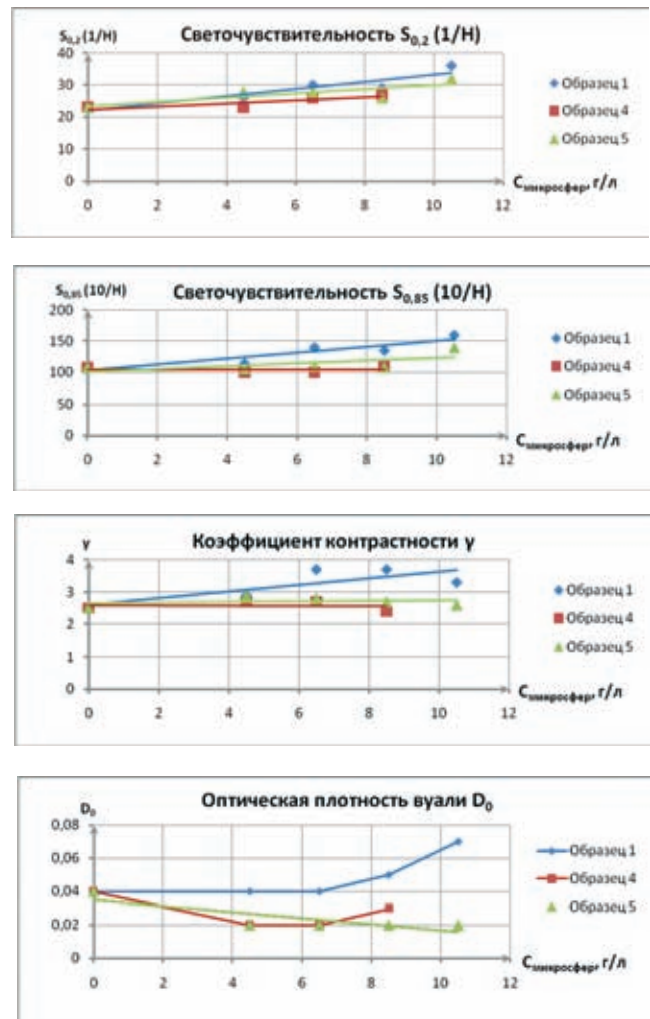 S0,2 (1/H)
Светочувствительность S0,2 (1/H)
40
30
20
10
0
0 2 4 6 8 10 12
Cмикросфер, г/л
Образец 1
Образец 4
Образец 5
S0,85 (10/H)
Светочувствительность S0,85 (10/H)
200
150
100
50
0
0 2 4 6 8 10 12
Cмикросфер, г/л
Образец 1
Образец 4
Образец 5
γ
Коэффициент контрастности γ
4
3
2
1
0
0 2 4 6 8 10 12
Cмикросфер, г/л
Образец 1
Образец 4
Образец 5
D0
Оптическая плотность вуали D0
0,08
0,06
0,04
0,02
0,00
0 2 4 6 8 10 12
Cмикросфер, г/л
Образец 1
Образец 4
Образец 5